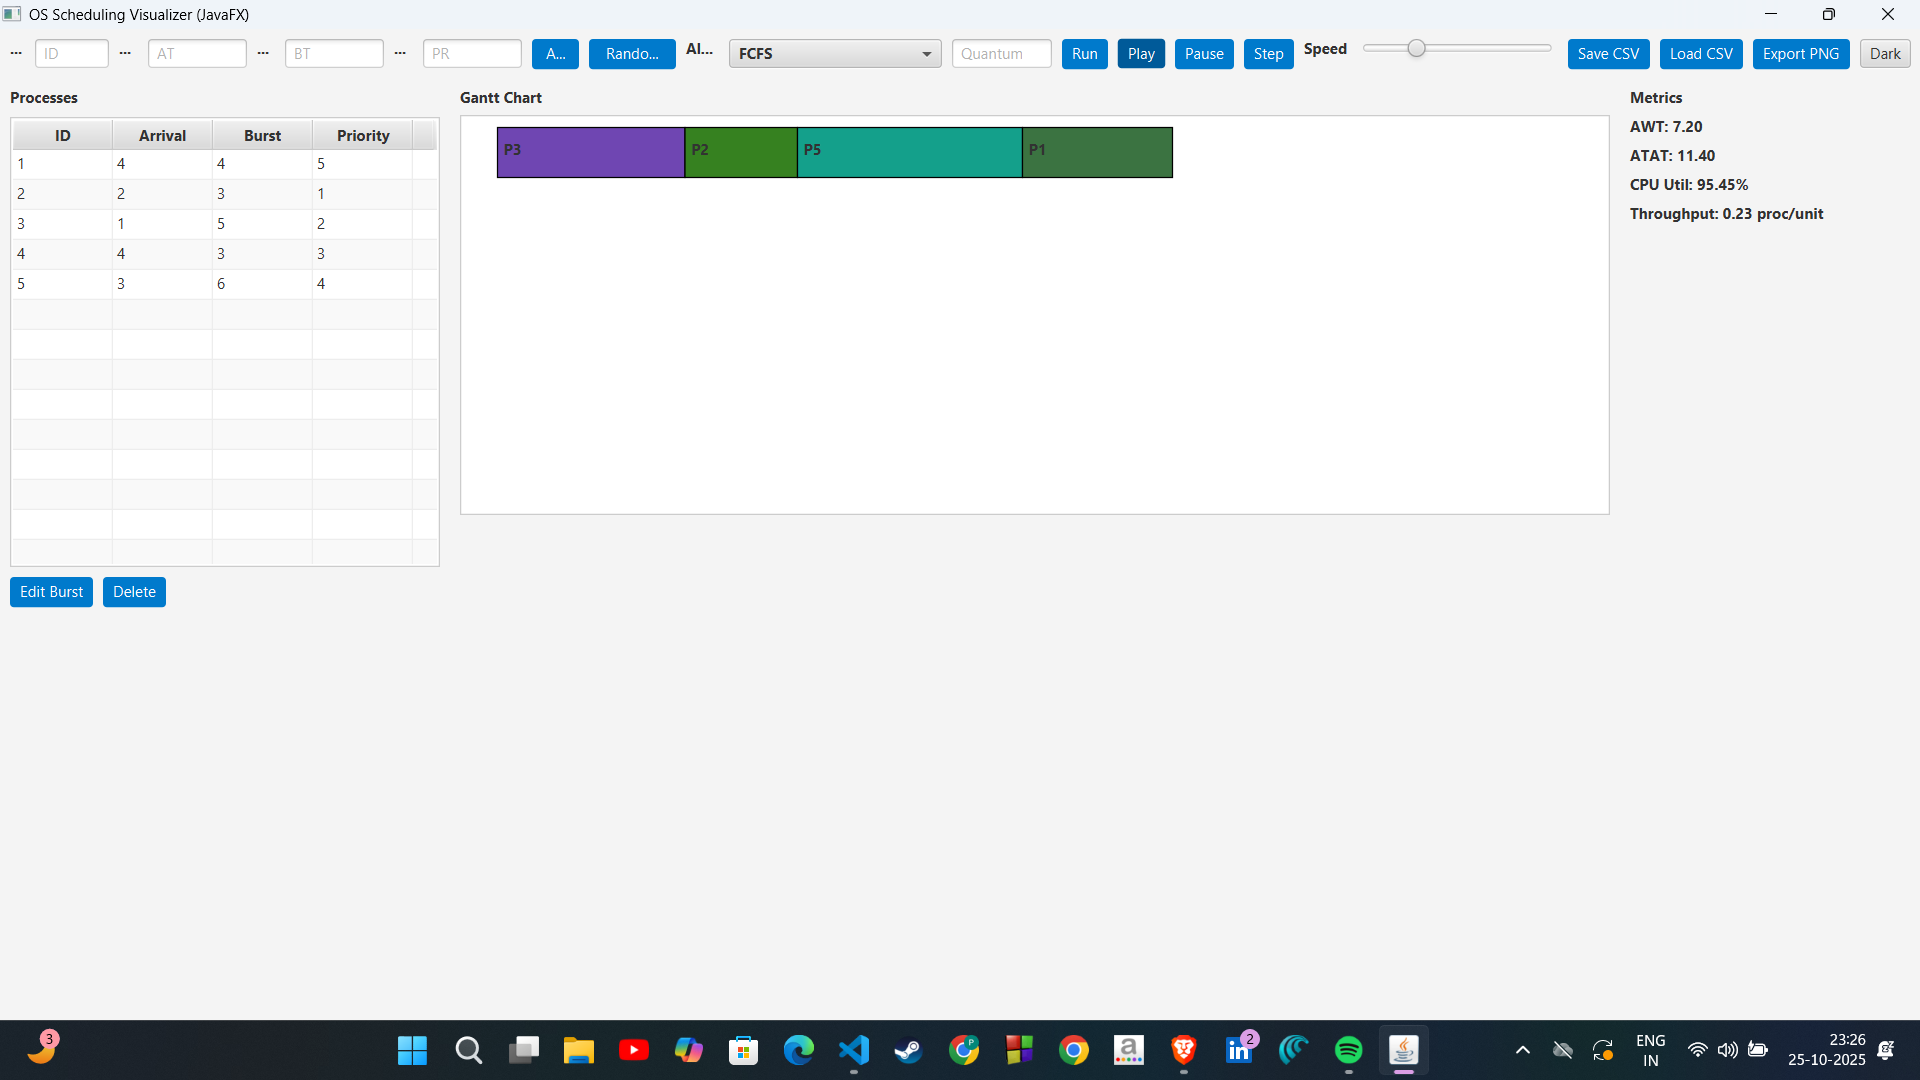 OS Scheduling Visualizer (JavaFX)
... ID ... AT ... BT ... PR A... Rando... Al... FCFS Quantum Run Play Pause Step Speed Save CSV Load CSV Export PNG Dark
Processes
ID Arrival Burst Priority
1 4 4 5
2 2 3 1
3 1 5 2
4 4 3 3
5 3 6 4
Edit Burst Delete
Gantt Chart
P3 P2 P5 P1
Metrics
AWT: 7.20
ATAT: 11.40
CPU Util: 95.45%
Throughput: 0.23 proc/unit
3
P
a
in 2
ENG
IN
23:26
25-10-2025